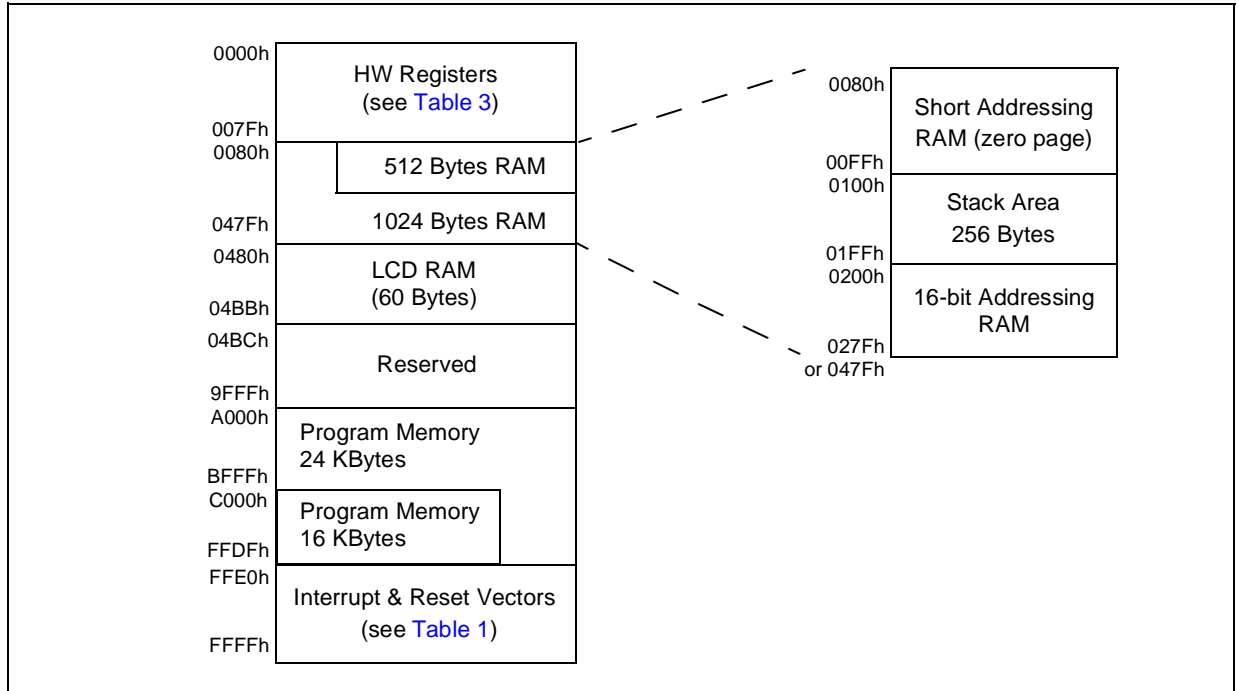 0000h
HW Registers
(see Table 3)
007Fh
0080h
512 Bytes RAM
1024 Bytes RAM
047Fh
0480h
LCD RAM
(60 Bytes)
04BBh
04BCh
Reserved
9FFFh
A000h
Program Memory
24 KBytes
BFFFh
C000h
Program Memory
16 KBytes
FFDFh
FFE0h
Interrupt & Reset Vectors
(see Table 1)
FFFFh
0080h
Short Addressing
RAM (zero page)
00FFh
0100h
Stack Area
256 Bytes
01FFh
0200h
16-bit Addressing
RAM
027Fh
or 047Fh